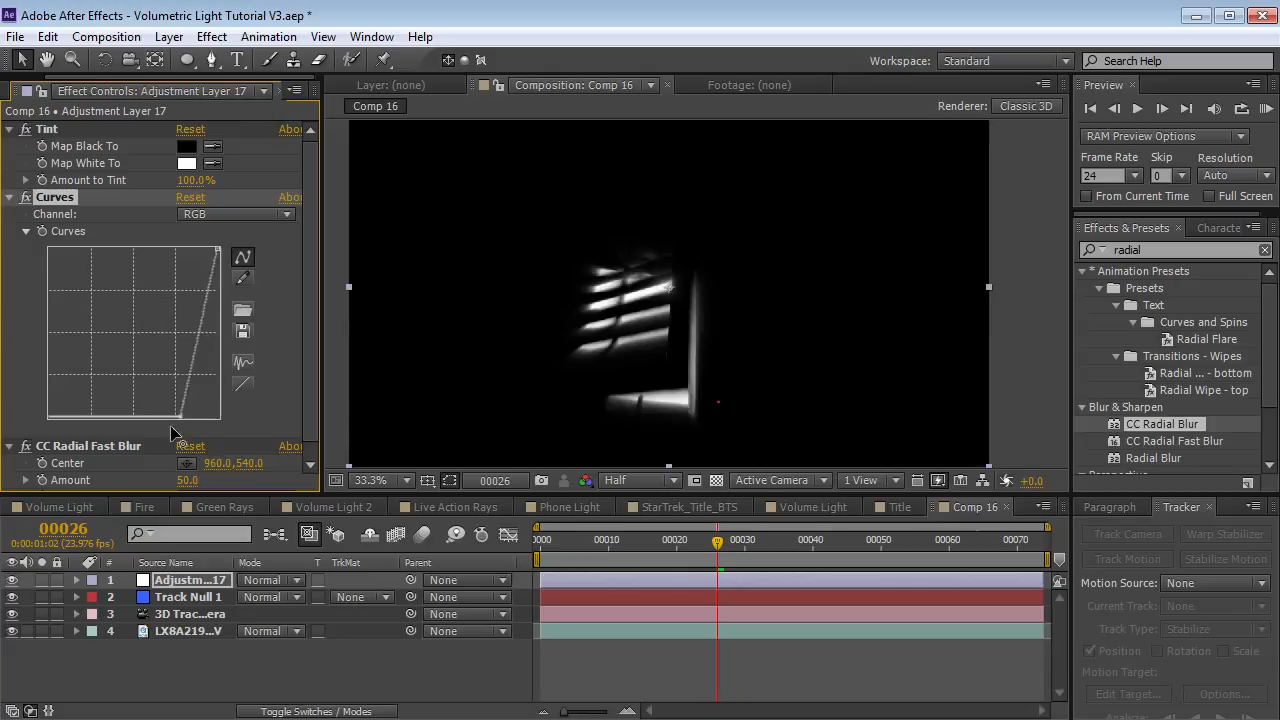 Ae Adobe After Effects - Volumetric Light Tutorial V3.aep *
File Edit Composition Layer Effect Animation View Window Help
Workspace: Standard Search Help
Effect Controls: Adjustment Layer 17 Layer: (none) Composition: Comp 16 Footage: (none) Preview
Comp 16 • Adjustment Layer 17 Comp 16 Renderer: Classic 3D
Tint Reset Abou
Map Black To
Map White To
Amount to Tint 100.0%
Curves Reset Abou
Channel: RGB
Curves
CC Radial Fast Blur Reset Abou
Center 960.0,540.0
Amount 50.0
RAM Preview Options
Frame Rate Skip Resolution
24 0 Auto
From Current Time Full Screen
Effects & Presets Characte
radial
* Animation Presets
Presets
Text
Curves and Spins
Radial Flare
Transitions - Wipes
Radial ... - bottom
Radial Wipe - top
Blur & Sharpen
CC Radial Blur
CC Radial Fast Blur
Radial Blur
33.3% 00026 Half Active Camera 1 View +0.0
Volume Light Fire Green Rays Volume Light 2 Live Action Rays Phone Light StarTrek_Title_BTS Volume Light Title Comp 16
00026
0:00:01:02 (23.976 fps)
0000 00010 00020 00030 00040 00050 00060 00070
# Source Name Mode T TrkMat Parent
1 Adjustm...17 Normal None
2 Track Null 1 Normal None None
3 3D Trac...era None
4 LX8A219...V Normal None
Toggle Switches / Modes
Paragraph Tracker
Track Camera Warp Stabilizer
Track Motion Stabilize Motion
Motion Source: None
Current Track: None
Track Type: Stabilize
Position Rotation Scale
Motion Target:
Edit Target... Options...